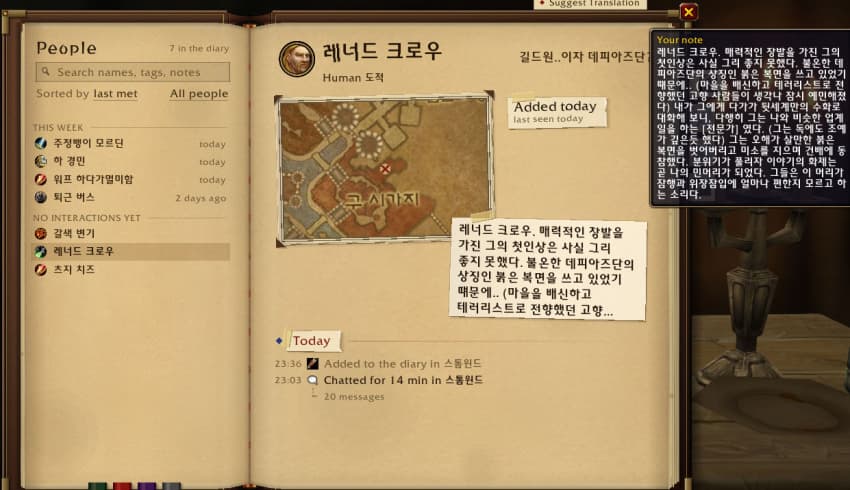 Suggest Translation
People
7 in the diary
Search names, tags, notes
Sorted by last met
All people
THIS WEEK
주정뱅이 모르딘 today
하 경민 today
워프 하다가멀미함 today
퇴근 버스 2 days ago
NO INTERACTIONS YET
갈색 변기
레너드 크로우
츠지 치즈
레너드 크로우
Human 도적
길드원..이자 데피아즈단
구 시가지
Added today
last seen today
레너드 크로우. 매력적인 장발을
가진 그의 첫인상은 사실 그리
좋지 못했다. 불온한 데피아즈단의
상징인 붉은 복면을 쓰고 있었기
때문에.. (마을을 배신하고
테러리스트로 전향했던 고향...
Today
23:36 Added to the diary in 스톰윈드
23:03 Chatted for 14 min in 스톰윈드
20 messages
Your note
레너드 크로우. 매력적인 장발을 가진 그의
첫인상은 사실 그리 좋지 못했다. 불온한 데
피아즈단의 상징인 붉은 복면을 쓰고 있었기
때문에.. (마을을 배신하고 테러리스트로 전
향했던 고향 사람들이 생각나 잠시 예민해졌
다) 내가 그에게 다가가 뒷세계만의 수화로
대화해 보니, 다행히 그는 나와 비슷한 업계
일을 하는 [전문가] 였다. (그는 독에도 조예
가 깊은듯 했다) 그는 오해가 살만한 붉은
복면을 벗어버리고 미소를 지으며 건배에 동
참했다. 분위기가 풀리자 이야기의 화제는
곧 나의 민머리가 되었다. 그들은 이 머리가
잠행과 위장잠입에 얼마나 편한지 모르고 하
는 소리다.